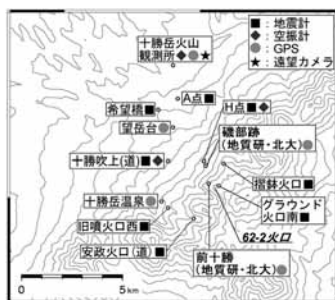 ■：地震計
◆：空振計
●：GPS
★：遠望カメラ
十勝岳火山
観測所◆●★
A点■
希望橋■
H点■◆
望岳台●
磯部跡
(地質研・北大)●
十勝吹上(道)■◆
摺鉢火口■
十勝岳温泉●
グラウンド
火口南■
旧噴火口西■
62-2火口
安政火口(道)■
前十勝
(地質研・北大)●
0
5
km